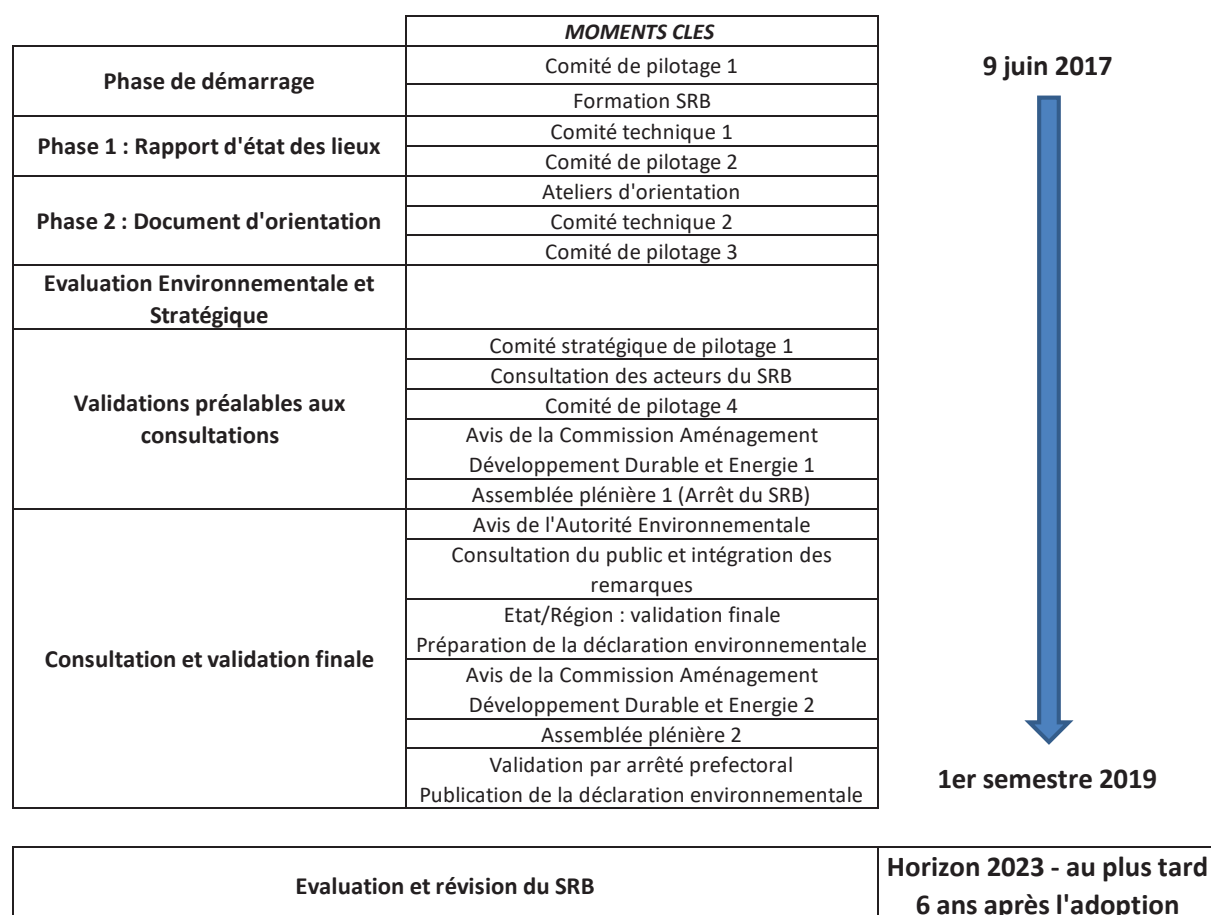 MOMENTS CLES
Phase de démarrage
Comité de pilotage 1
Formation SRB
9 juin 2017
Phase 1 : Rapport d'état des lieux
Comité technique 1
Comité de pilotage 2
Phase 2 : Document d'orientation
Ateliers d'orientation
Comité technique 2
Comité de pilotage 3
Evaluation Environnementale et
Stratégique
Validations préalables aux
consultations
Comité stratégique de pilotage 1
Consultation des acteurs du SRB
Comité de pilotage 4
Avis de la Commission Aménagement
Développement Durable et Energie 1
Assemblée plénière 1 (Arrêt du SRB)
Consultation et validation finale
Avis de l'Autorité Environnementale
Consultation du public et intégration des
remarques
Etat/Région : validation finale
Préparation de la déclaration environnementale
Avis de la Commission Aménagement
Développement Durable et Energie 2
Assemblée plénière 2
Validation par arrêté prefectoral
Publication de la déclaration environnementale
1er semestre 2019
Evaluation et révision du SRB
Horizon 2023 - au plus tard
6 ans après l'adoption